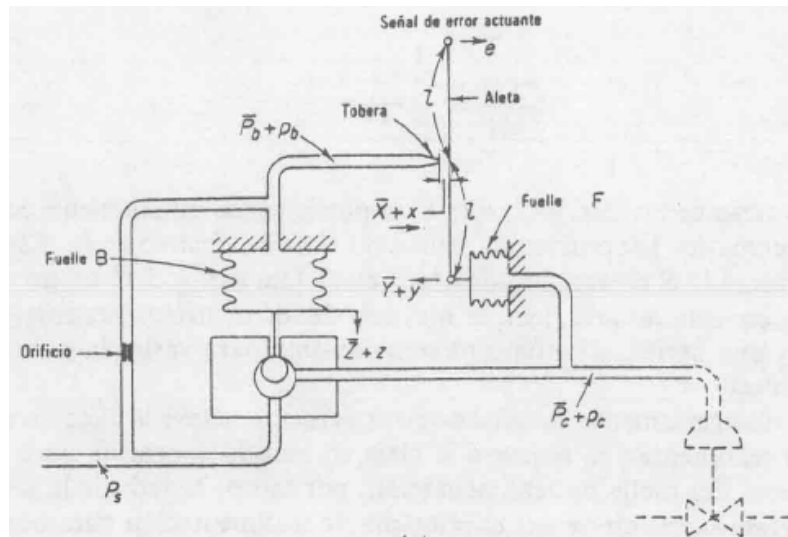 Señal de error actuante
e
l
Aleta
Tobera
P̅b + pb
X̅ + x
l
Fuelle F
Fuelle B
Y̅ + y
Orificio
Z̅ + z
P̅c + pc
Ps